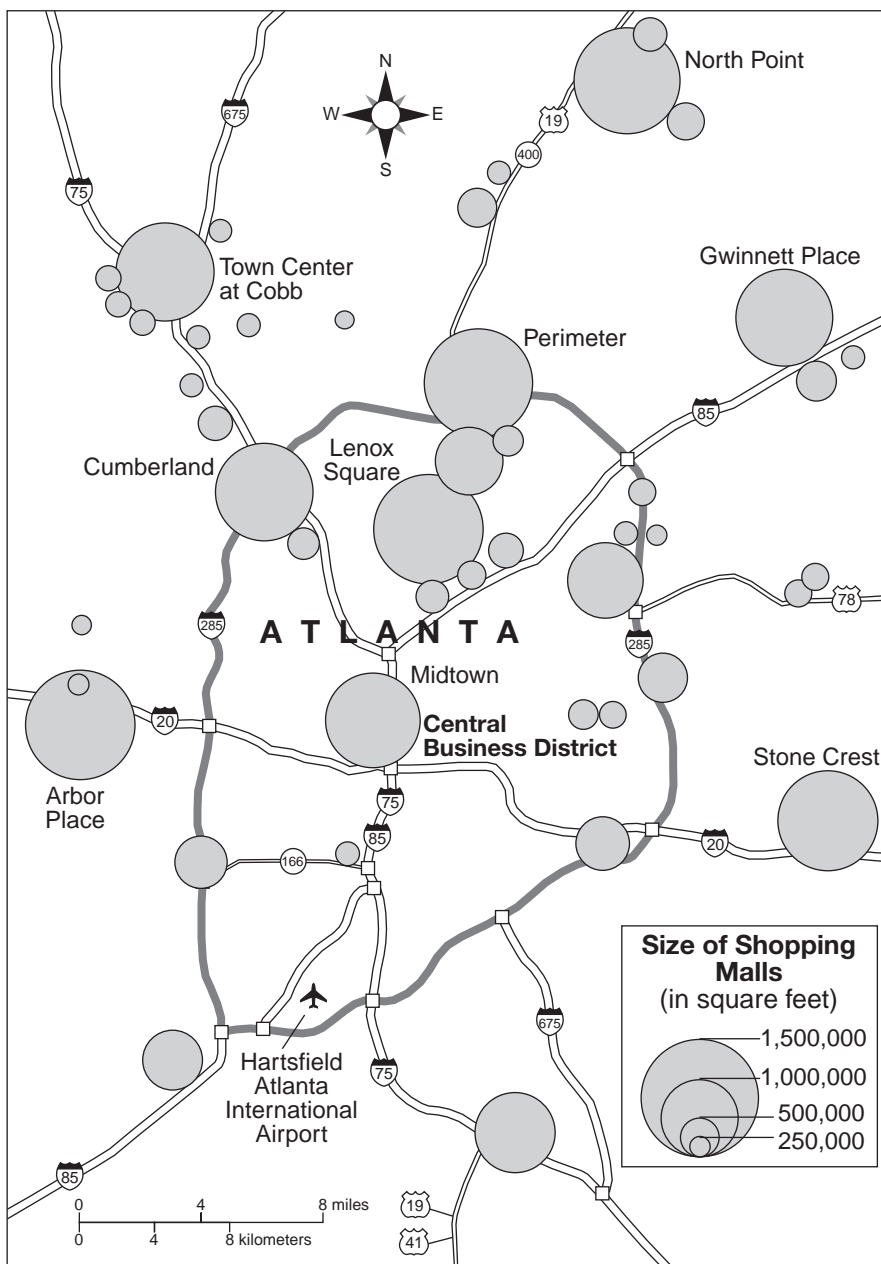 North Point
N
W
E
S
675
19
400
75
Town Center
at Cobb
Gwinnett Place
Perimeter
85
Cumberland
Lenox
Square
78
285
ATLANTA
285
Midtown
20
Central
Business District
Stone Crest
Arbor
Place
75
85
20
166
Size of Shopping
Malls
(in square feet)
1,500,000
1,000,000
500,000
250,000
675
Hartsfield
Atlanta
International
Airport
75
85
0 4 8 miles
0 4 8 kilometers
19
41